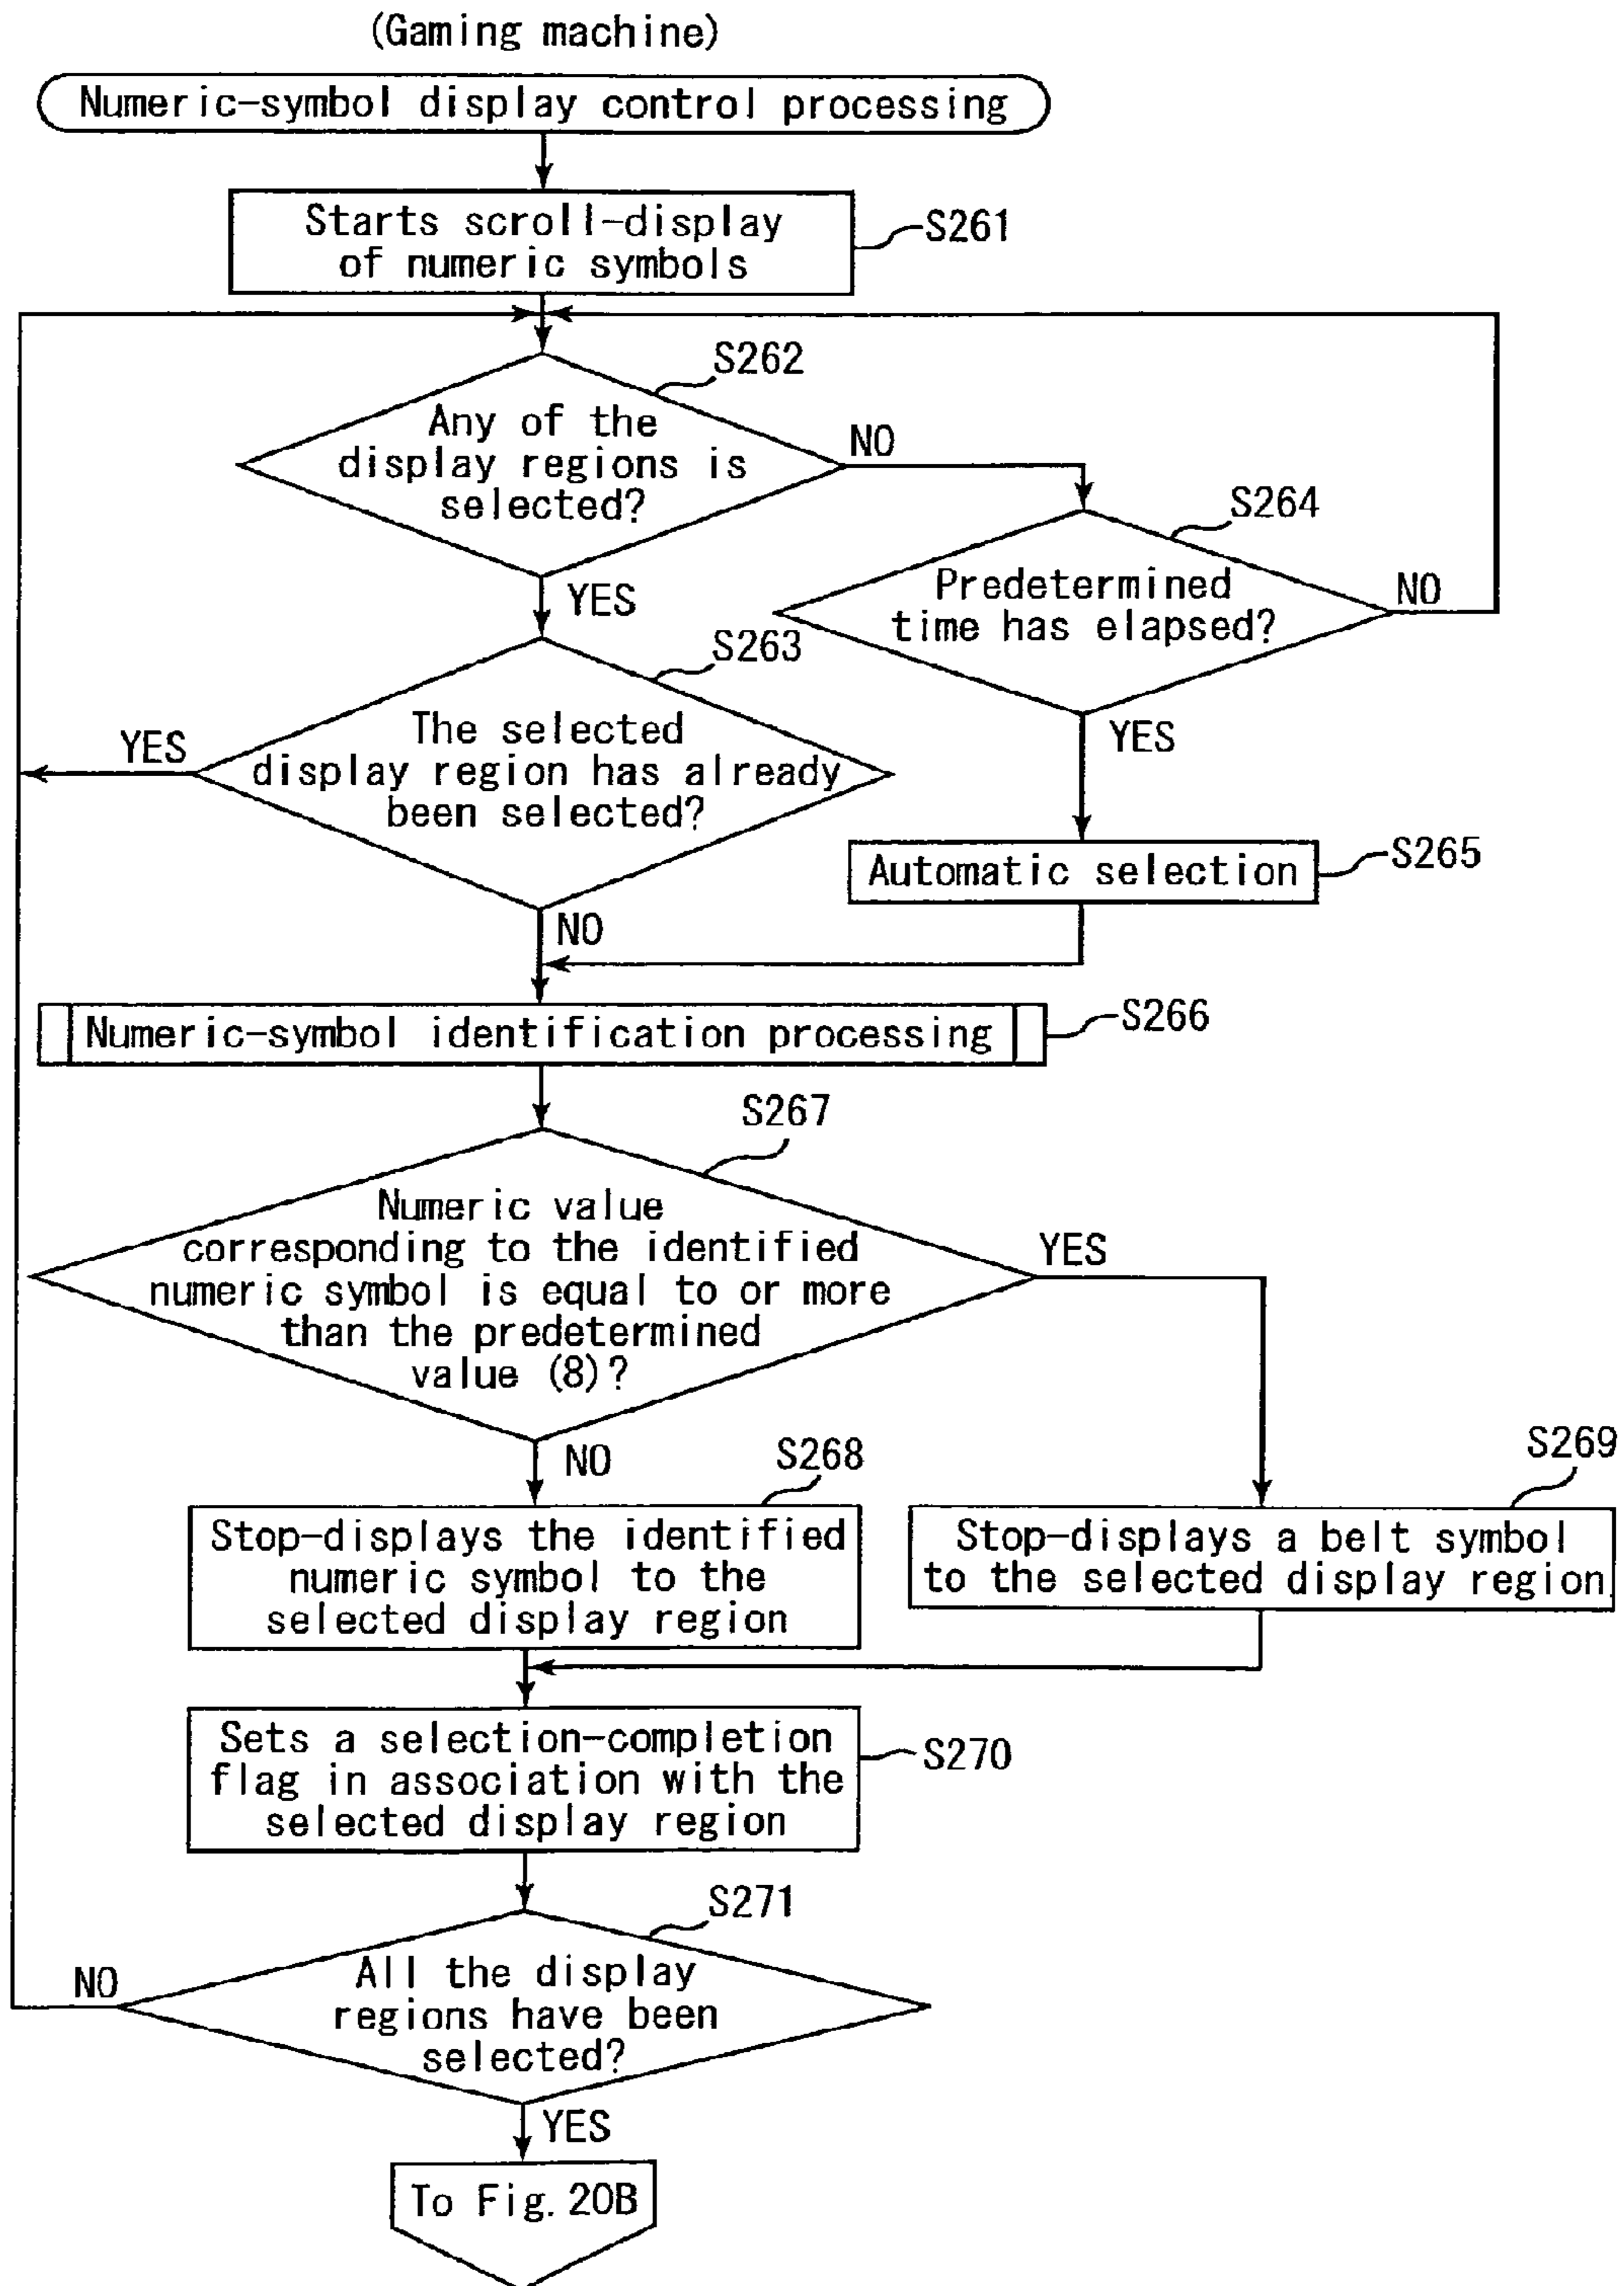 (Gaming machine)
Numeric-symbol display control processing
Starts scroll-display
of numeric symbols
S261
S262
Any of the
display regions is
selected?
NO
S264
Predetermined
time has elapsed?
NO
YES
S263
YES
The selected
display region has already
been selected?
YES
Automatic selection
S265
NO
Numeric-symbol identification processing
S266
S267
Numeric value
corresponding to the identified
numeric symbol is equal to or more
than the predetermined
value (8)?
YES
NO
S268
S269
Stop-displays the identified
numeric symbol to the
selected display region
Stop-displays a belt symbol
to the selected display region
Sets a selection-completion
flag in association with the
selected display region
S270
S271
NO
All the display
regions have been
selected?
YES
To Fig. 20B